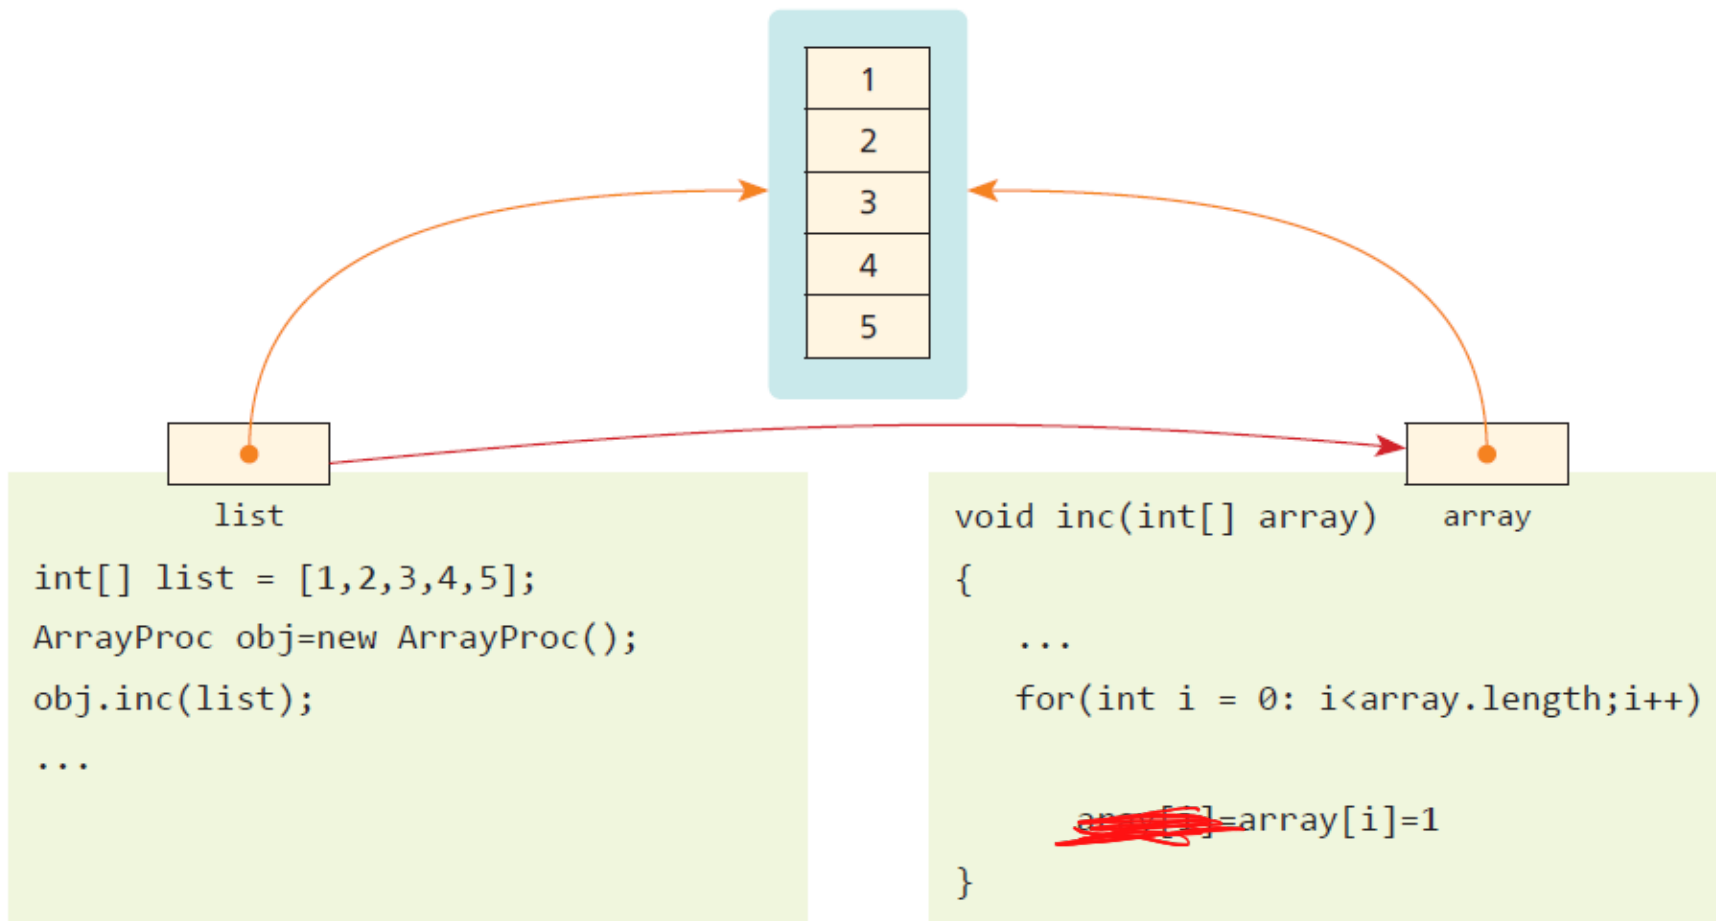 1
2
3
4
5
list
int[] list = [1,2,3,4,5];
ArrayProc obj=new ArrayProc();
obj.inc(list);
...
void inc(int[] array)
array
{
...
for(int i = 0: i<array.length;i++)
=array[i]=1
}